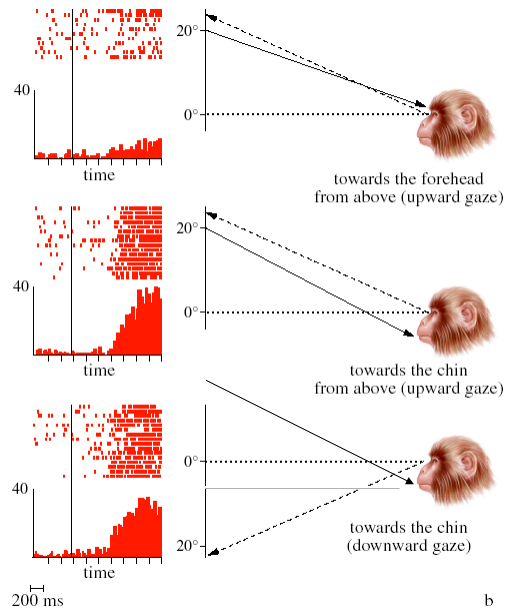 20°
40
0°
time
towards the forehead
from above (upward gaze)
20°
40
0°
time
towards the chin
from above (upward gaze)
0°
40
towards the chin
(downward gaze)
20°
time
200 ms
b